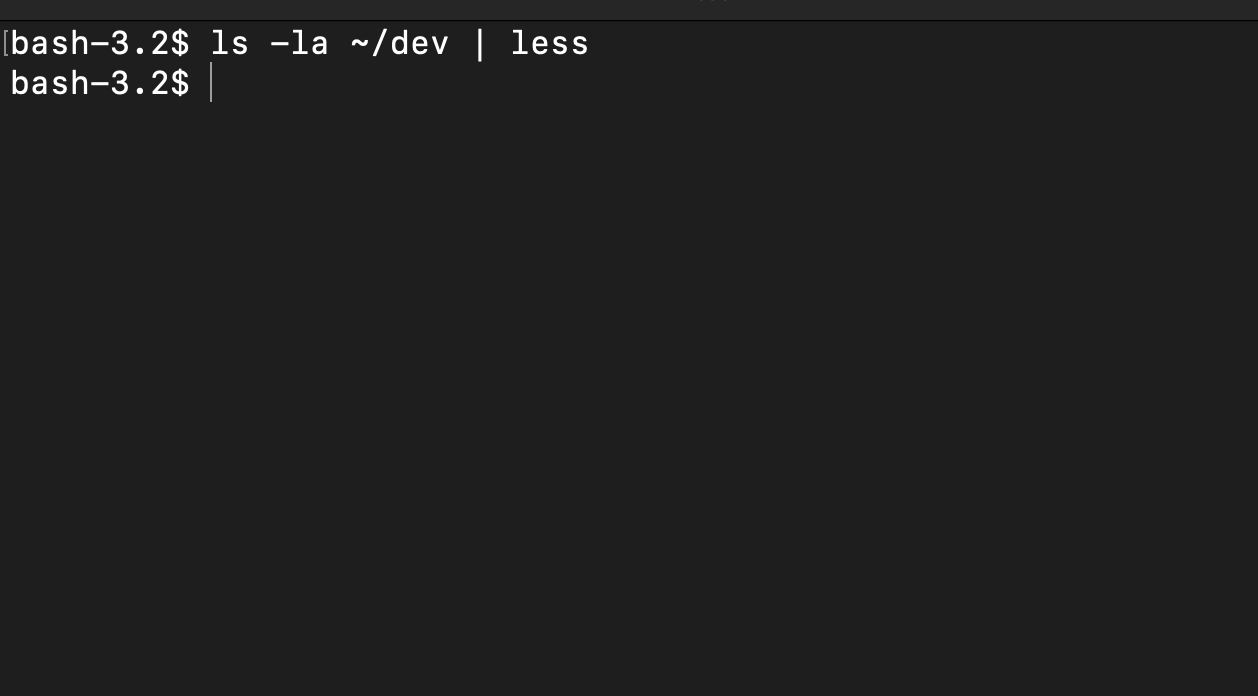 [bash-3.2$ ls -la ~/dev | less
bash-3.2$